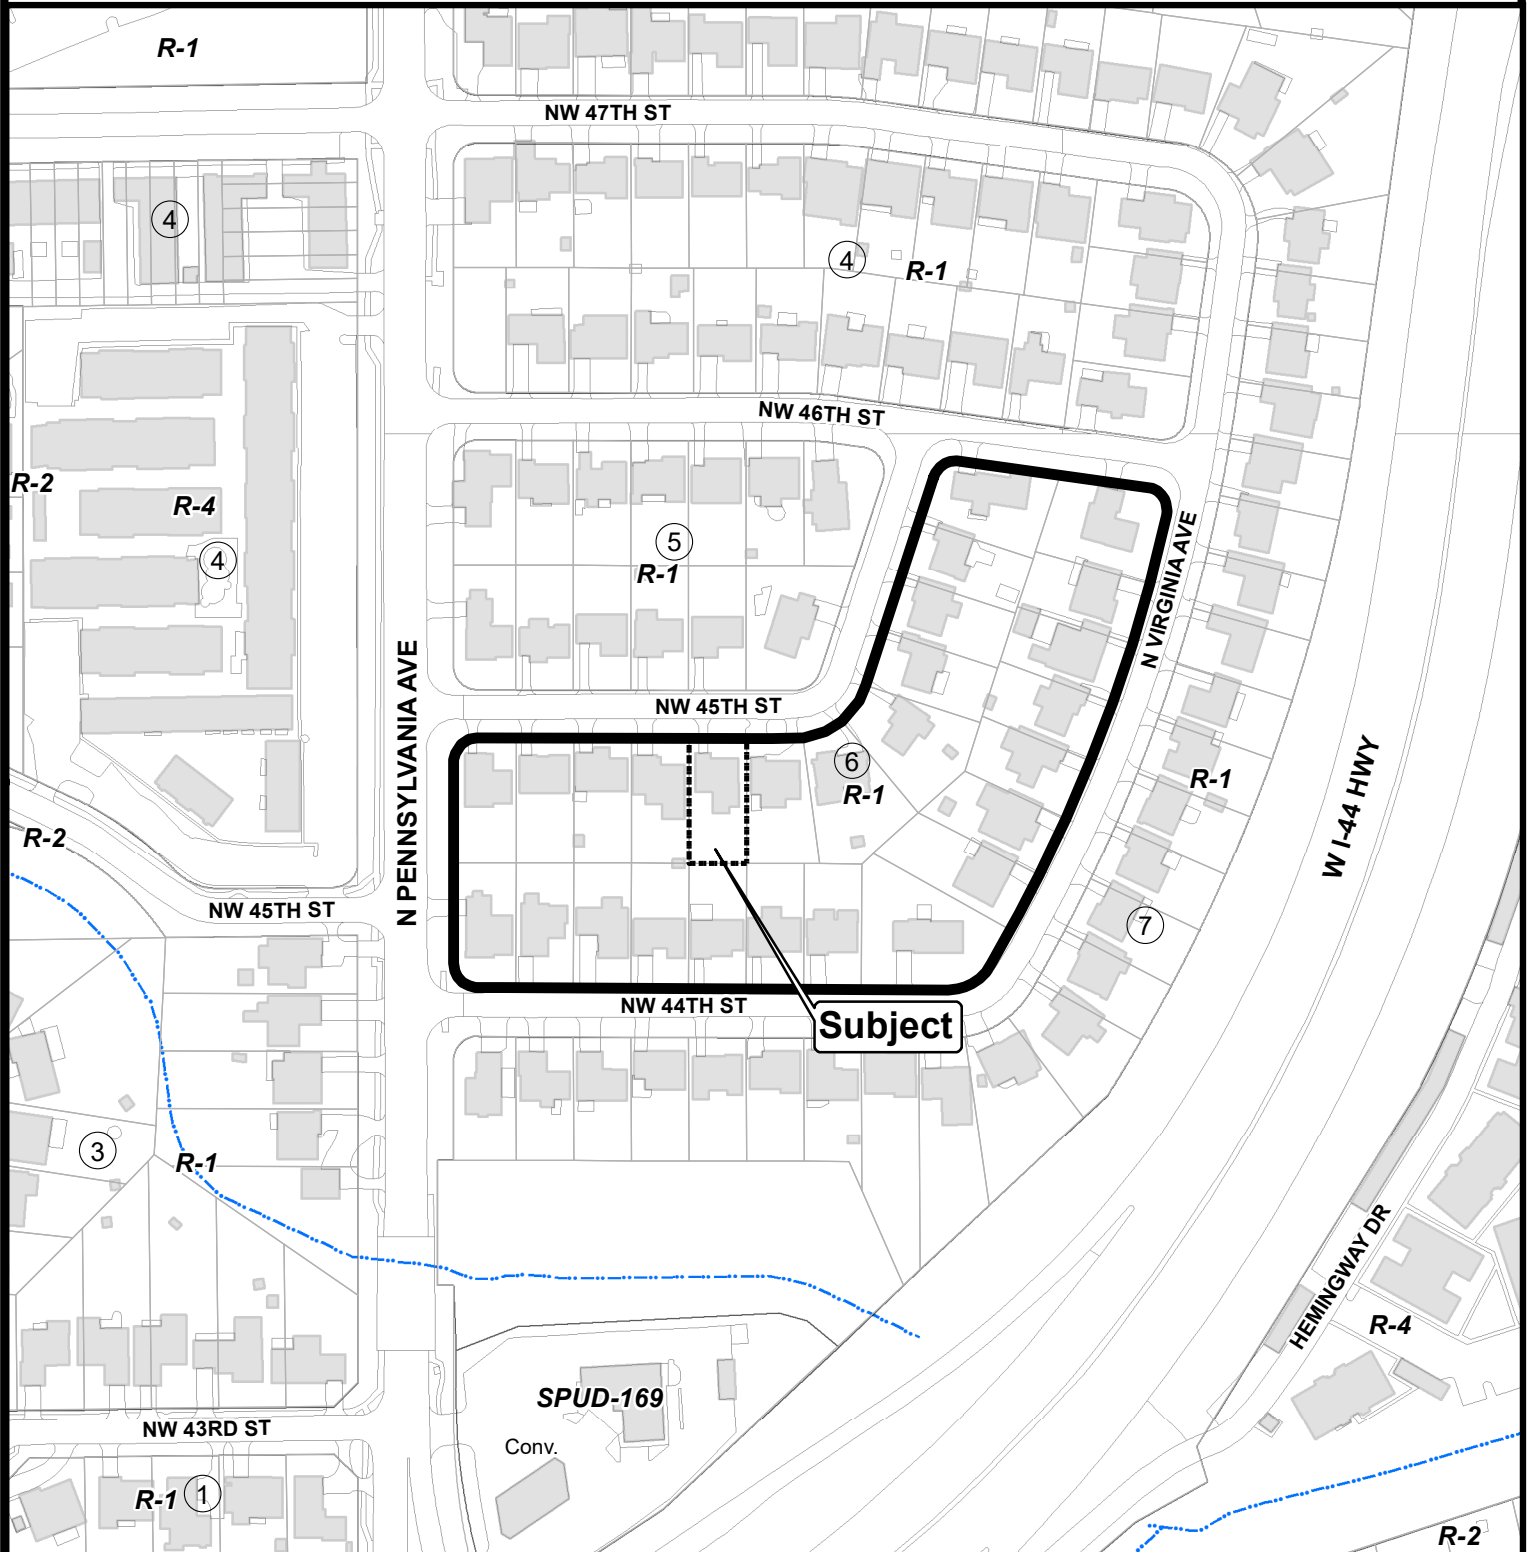 R-1
NW 47TH ST
4
4
R-1
NW 46TH ST
R-2
R-4
5
4
R-1
N VIRGINIA AVE
N PENNSYLVANIA AVE
NW 45TH ST
6
R-1
R-1
W I-44 HWY
R-2
NW 45TH ST
7
NW 44TH ST
Subject
3
R-1
HEMINGWAY DR
R-4
SPUD-169
NW 43RD ST
Conv.
R-1
1
R-2